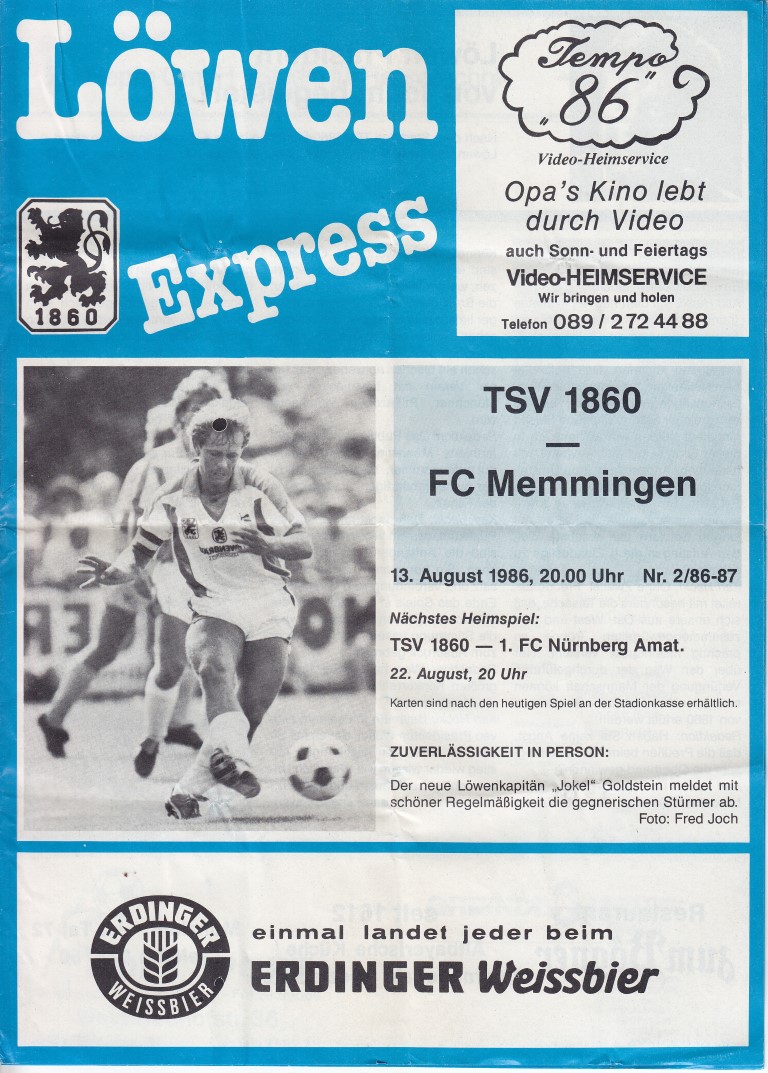 Löwen
Express
1860
Tempo
„86“
Video-Heimservice
Opa's Kino lebt
durch Video
auch Sonn- und Feiertags
Video-HEIMSERVICE
Wir bringen und holen
Telefon 089 / 2 72 44 88
TSV 1860
—
FC Memmingen
13. August 1986, 20.00 Uhr Nr. 2/86-87
Nächstes Heimspiel:
TSV 1860 — 1. FC Nürnberg Amat.
22. August, 20 Uhr
Karten sind nach den heutigen Spiel an der Stadionkasse erhältlich.
ZUVERLÄSSIGKEIT IN PERSON:
Der neue Löwenkapitän „Jokel“ Goldstein meldet mit
schöner Regelmäßigkeit die gegnerischen Stürmer ab.
Foto: Fred Joch
ERDINGER
WEISSBIER
einmal landet jeder beim
ERDINGER Weissbier